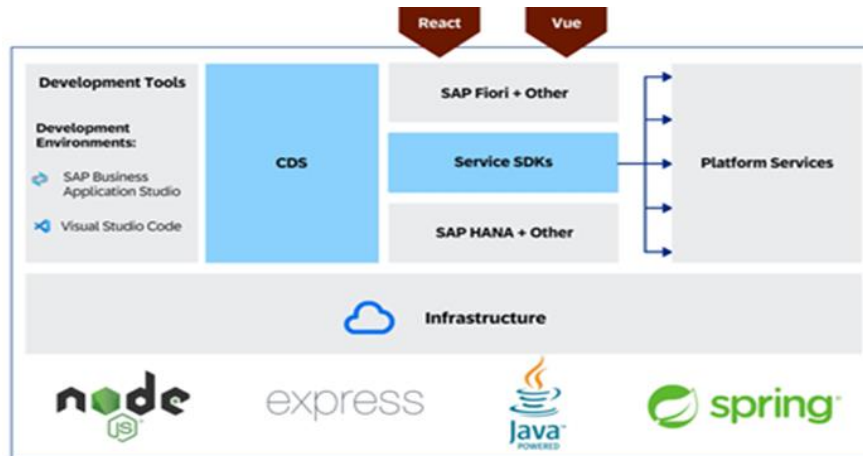 React
Vue
Development Tools
Development
Environments:
SAP Business
Application Studio
Visual Studio Code
CDS
SAP Fiori + Other
Service SDKs
SAP HANA + Other
Platform Services
Infrastructure
node
JS
express
Java
POWERED
spring